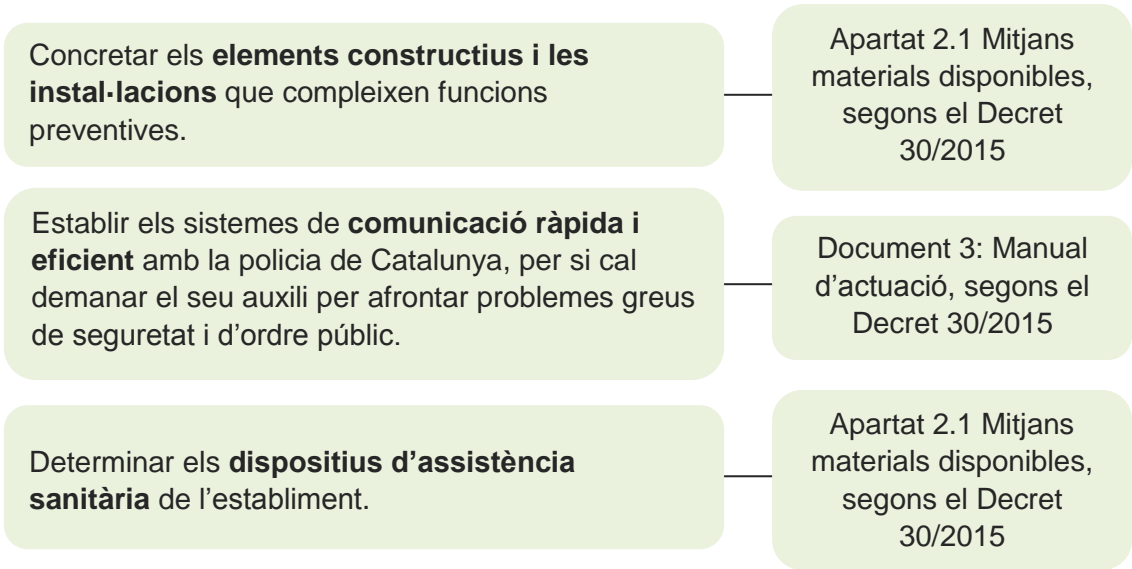 Concretar els elements constructius i les
instal·lacions que compleixen funcions
preventives.
Apartat 2.1 Mitjans
materials disponibles,
segons el Decret
30/2015
Establir els sistemes de comunicació ràpida i
eficient amb la policia de Catalunya, per si cal
demanar el seu auxili per afrontar problemes greus
de seguretat i d’ordre públic.
Document 3: Manual
d’actuació, segons el
Decret 30/2015
Determinar els dispositius d’assistència
sanitària de l’establiment.
Apartat 2.1 Mitjans
materials disponibles,
segons el Decret
30/2015